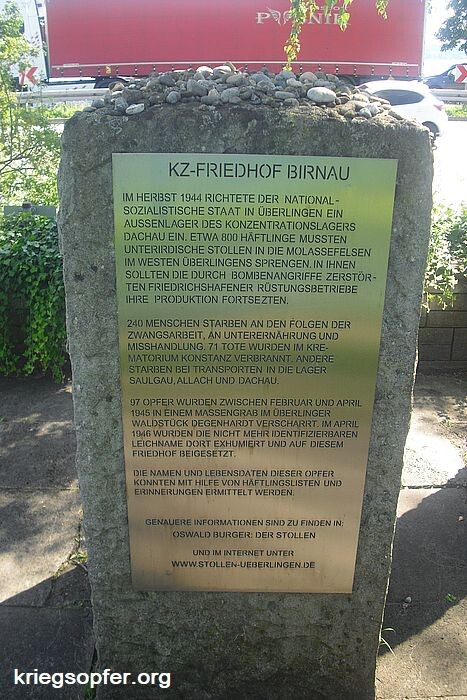 KZ-FRIEDHOF BIRNAU
IM HERBST 1944 RICHTETE DER NATIONAL-
SOZIALISTISCHE STAAT IN ÜBERLINGEN EIN
AUSSENLAGER DES KONZENTRATIONSLAGERS
DACHAU EIN. ETWA 800 HÄFTLINGE MUSSTEN
UNTERIRDISCHE STOLLEN IN DIE MOLASSEFELSEN
IM WESTEN ÜBERLINGENS SPRENGEN. IN IHNEN
SOLLTEN DIE DURCH BOMBENANGRIFFE ZERSTÖR-
TEN FRIEDRICHSHAFENER RÜSTUNGSBETRIEBE
IHRE PRODUKTION FORTSETZTEN.
240 MENSCHEN STARBEN AN DEN FOLGEN DER
ZWANGSARBEIT, AN UNTERERNÄHRUNG UND
MISSHANDLUNG. 71 TOTE WURDEN IM KRE-
MATORIUM KONSTANZ VERBRANNT. ANDERE
STARBEN BEI TRANSPORTEN IN DIE LAGER
SAULGAU, ALLACH UND DACHAU.
97 OPFER WURDEN ZWISCHEN FEBRUAR UND APRIL
1945 IN EINEM MASSENGRAB IM ÜBERLINGER
WALDSTÜCK DEGENHARDT VERSCHARRT. IM APRIL
1946 WURDEN DIE NICHT MEHR IDENTIFIZIERBAREN
LEICHNAME DORT EXHUMIERT UND AUF DIESEM
FRIEDHOF BEIGESETZT.
DIE NAMEN UND LEBENSDATEN DIESER OPFER
KONNTEN MIT HILFE VON HÄFTLINGSLISTEN UND
ERINNERUNGEN ERMITTELT WERDEN.
GENAUERE INFORMATIONEN SIND ZU FINDEN IN:
OSWALD BURGER: DER STOLLEN
UND IM INTERNET UNTER
WWW.STOLLEN-UEBERLINGEN.DE
kriegsopfer.org